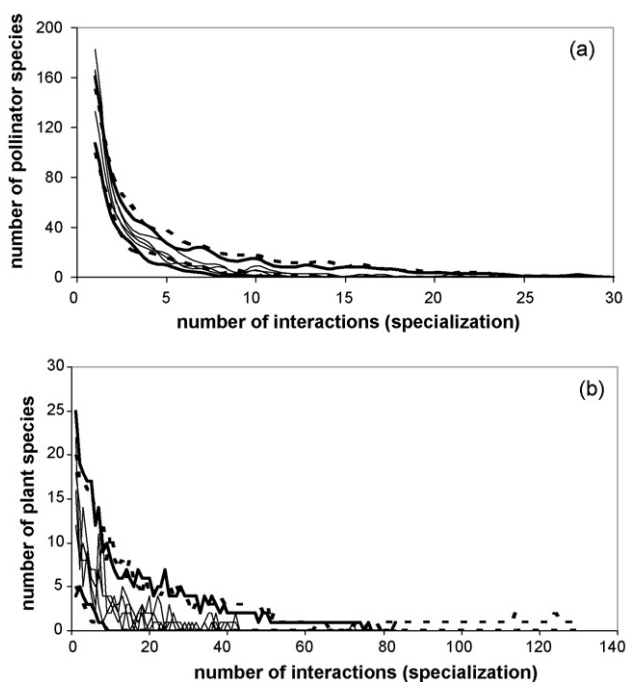 200
(a)
160
120
80
40
0
0 5 10 15 20 25 30
number of pollinator species
number of interactions (specialization)
30
(b)
25
20
15
10
5
0
0 20 40 60 80 100 120 140
number of plant species
number of interactions (specialization)